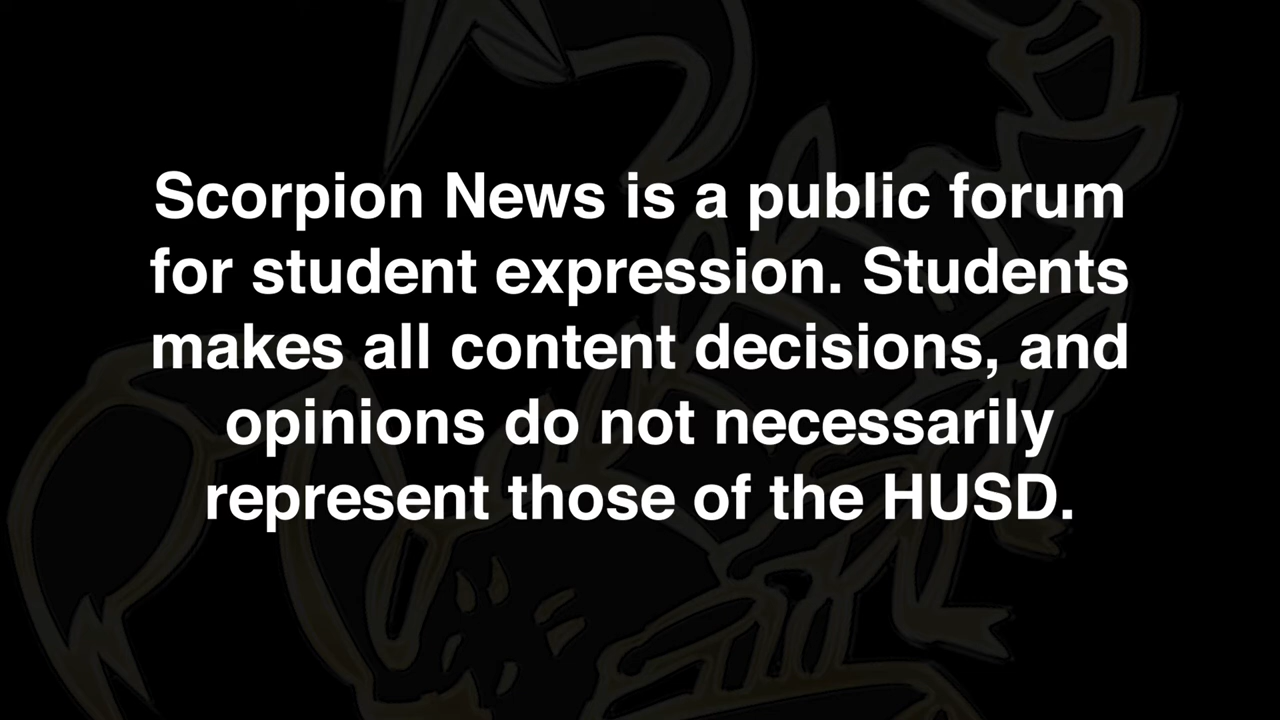 Scorpion News is a public forum
for student expression. Students
makes all content decisions, and
opinions do not necessarily
represent those of the HUSD.